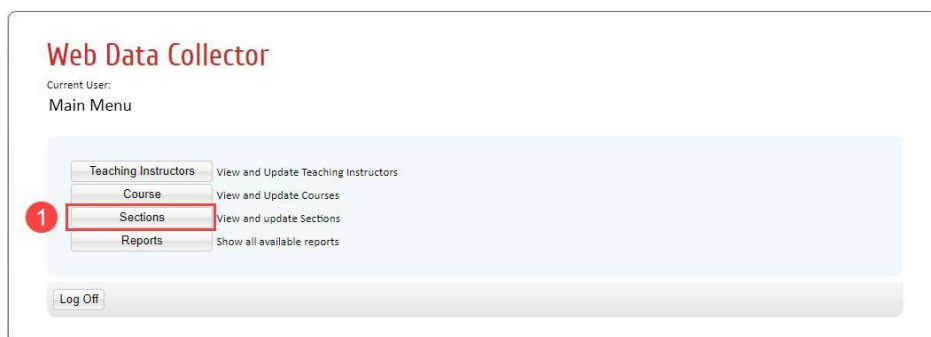 Web Data Collector
Current User:
Main Menu
Teaching Instructors View and Update Teaching Instructors
Course View and Update Courses
1 Sections View and update Sections
Reports Show all available reports
Log Off